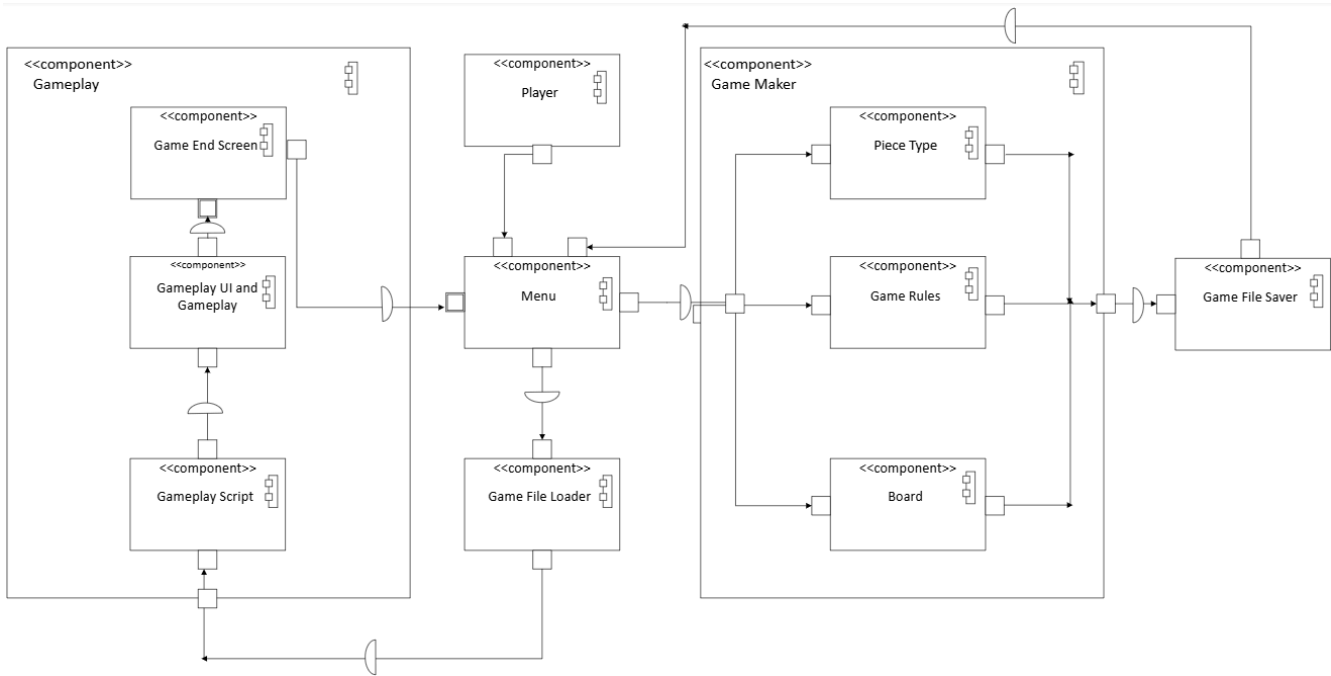 <<component>>
Gameplay
<<component>>
Game End Screen
<<component>>
Gameplay UI and
Gameplay
<<component>>
Gameplay Script
<<component>>
Player
<<component>>
Menu
<<component>>
Game File Loader
<<component>>
Game Maker
<<component>>
Piece Type
<<component>>
Game Rules
<<component>>
Board
<<component>>
Game File Saver